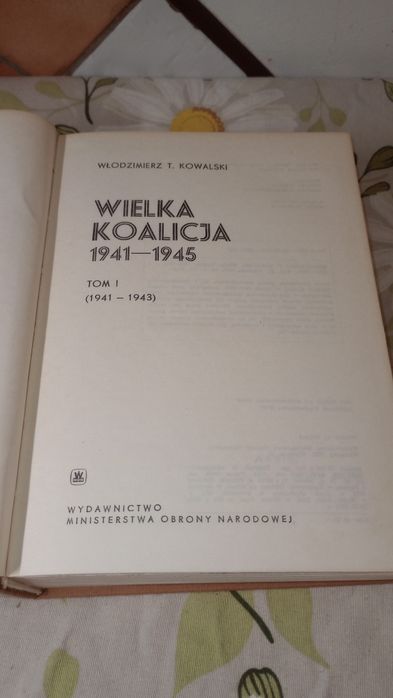 WŁODZIMIERZ T. KOWALSKI
WIELKA
KOALICJA
1941—1945
TOM I
(1941 – 1943)
W
WYDAWNICTWO
MINISTERSTWA OBRONY NARODOWEJ